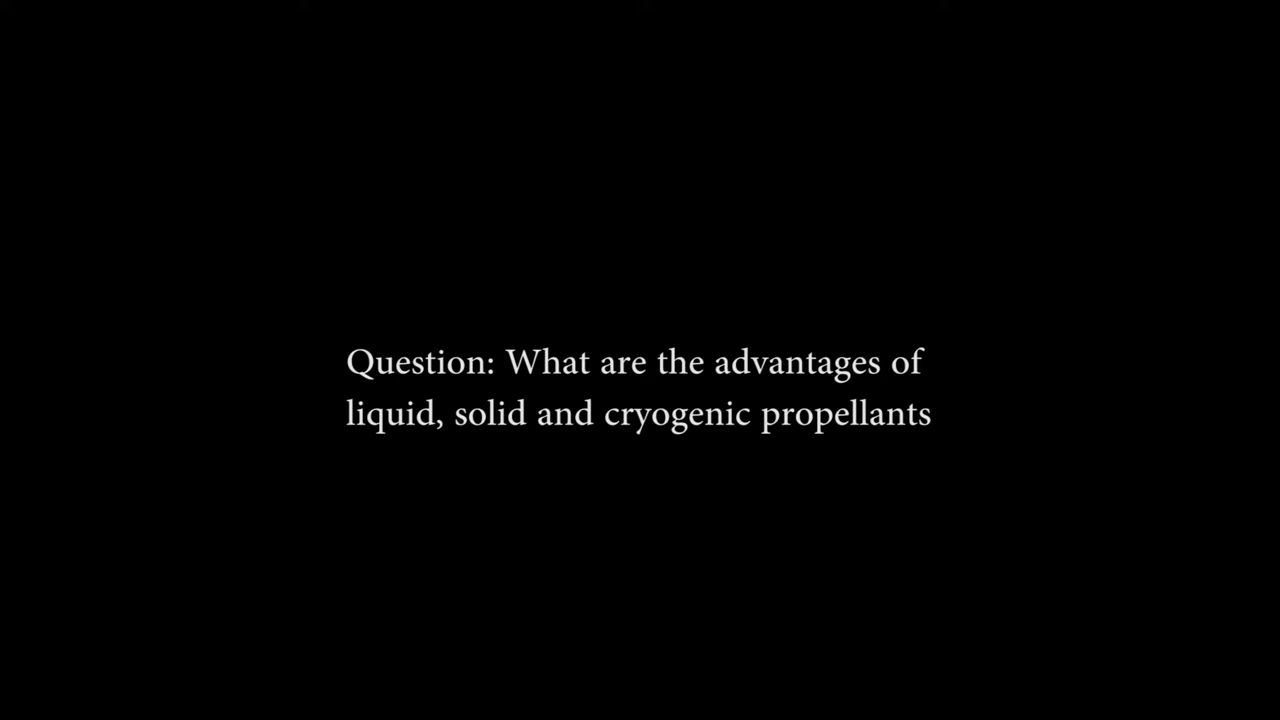 Question: What are the advantages of
liquid, solid and cryogenic propellants